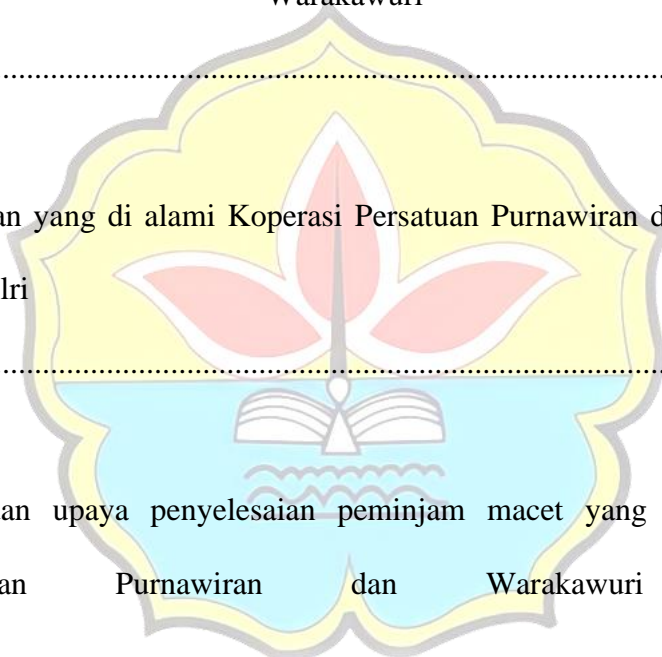 Warakawuri
................................................................................
an yang di alami Koperasi Persatuan Purnawiran d
lri
................................................................................
an upaya penyelesaian peminjam macet yang
an Purnawiran dan Warakawuri